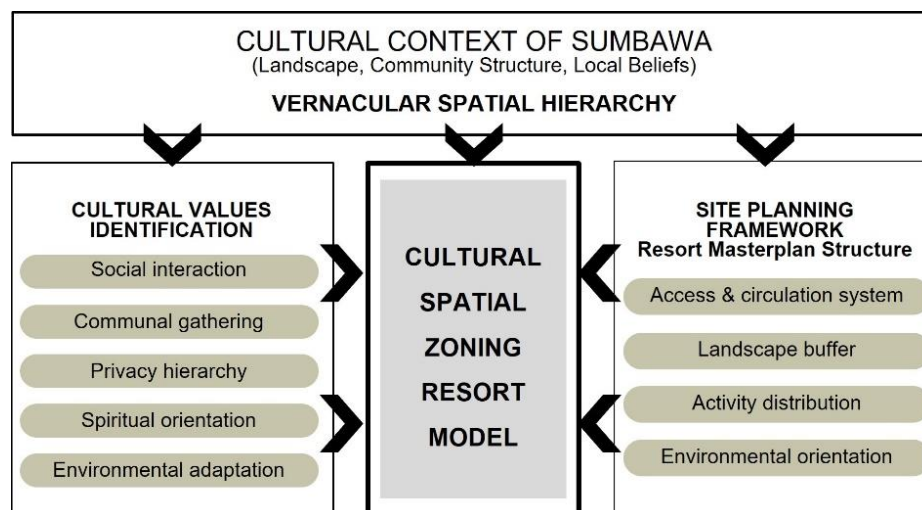 CULTURAL CONTEXT OF SUMBAWA
(Landscape, Community Structure, Local Beliefs)
VERNACULAR SPATIAL HIERARCHY
CULTURAL VALUES
IDENTIFICATION
Social interaction
Communal gathering
Privacy hierarchy
Spiritual orientation
Environmental adaptation
CULTURAL
SPATIAL
ZONING
RESORT
MODEL
SITE PLANNING
FRAMEWORK
Resort Masterplan Structure
Access & circulation system
Landscape buffer
Activity distribution
Environmental orientation